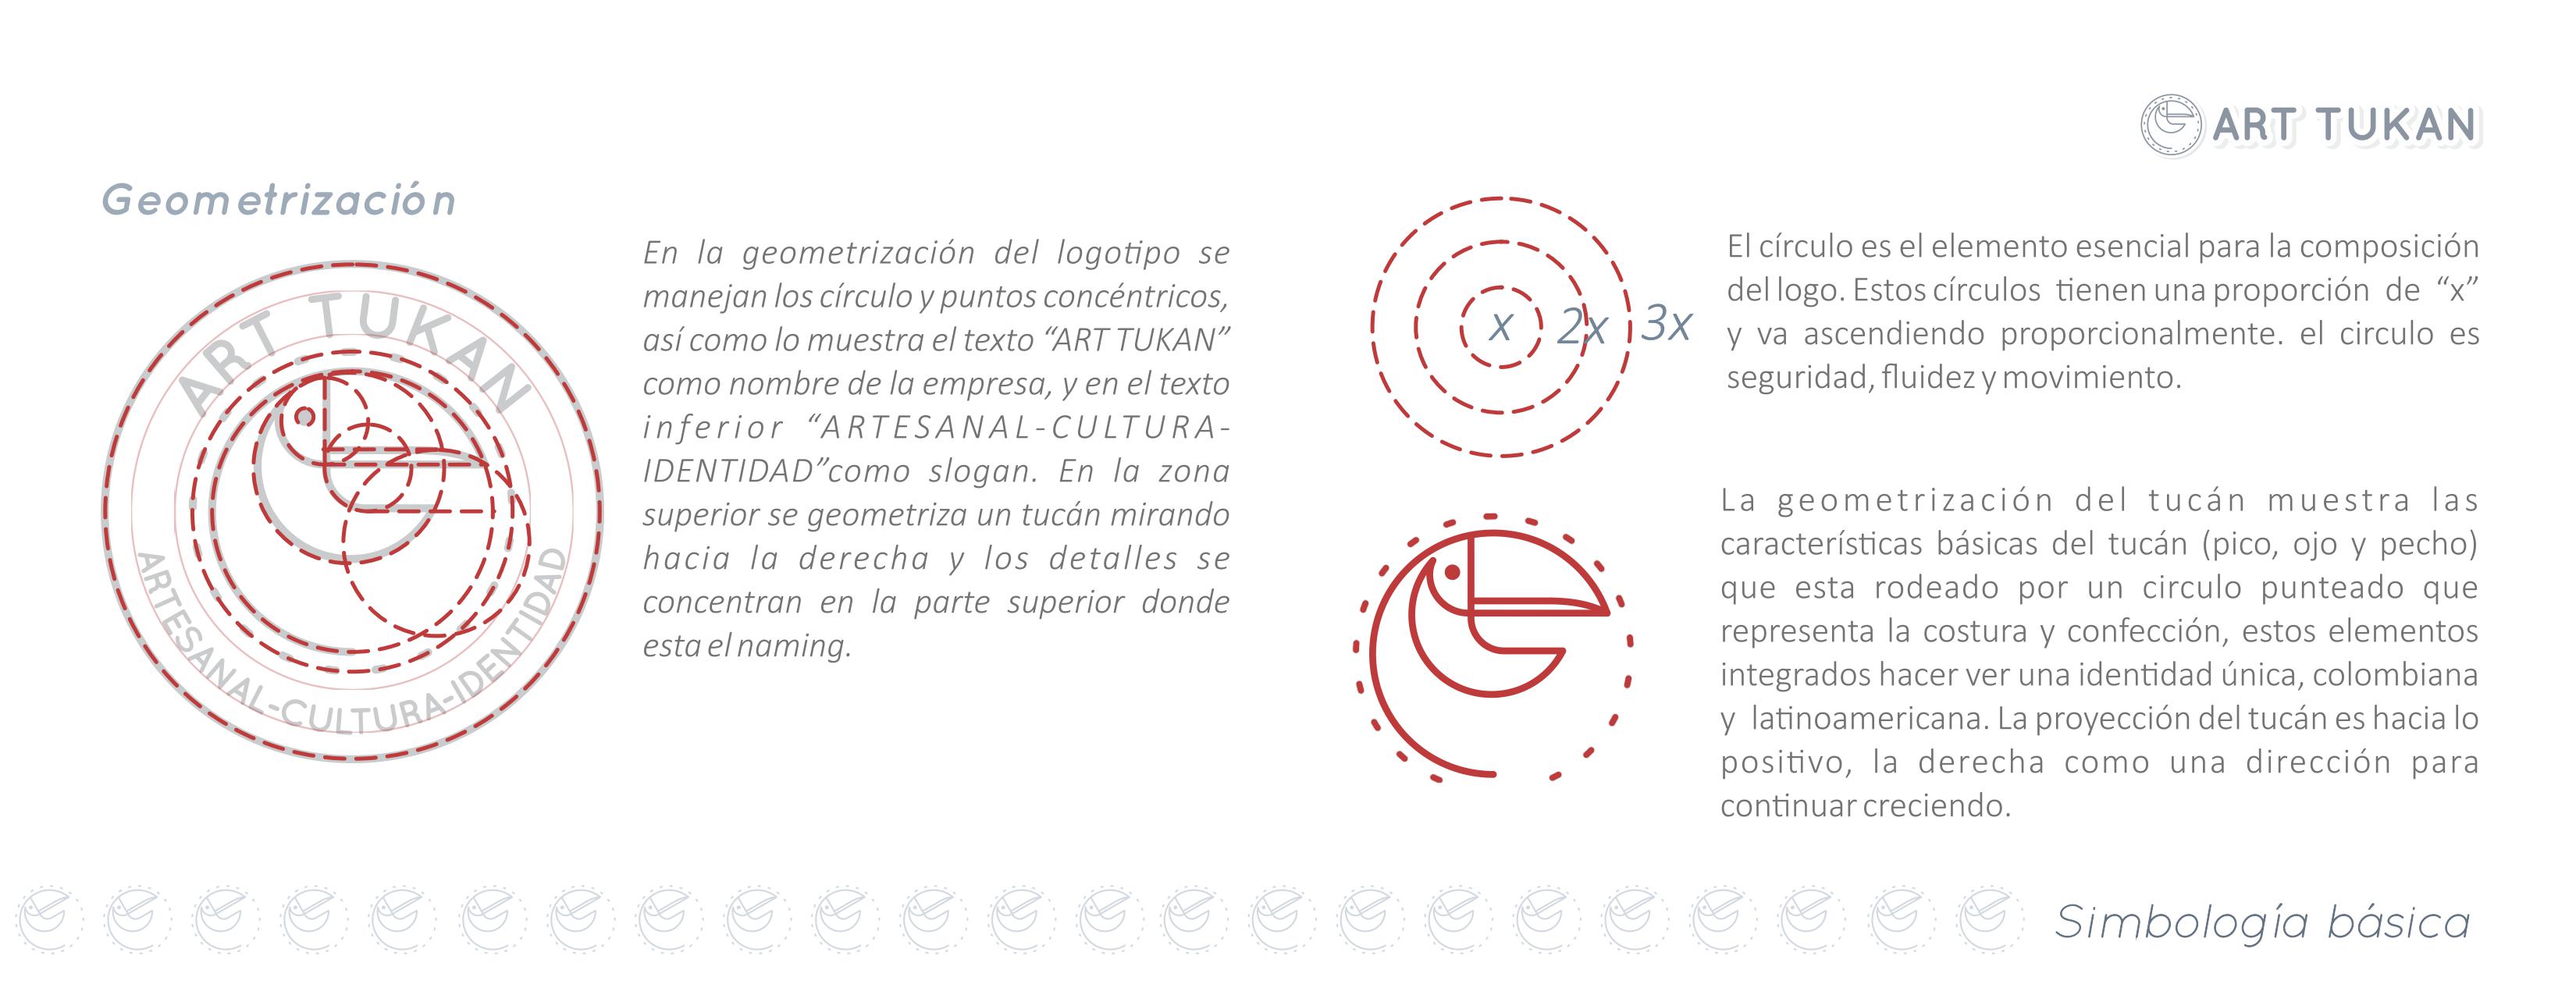 ART TUKAN
Geometrización
ART TUKAN
ARTESANAL-CULTURA-IDENTIDAD
En la geometrización del logotipo se
manejan los círculo y puntos concéntricos,
así como lo muestra el texto “ART TUKAN”
como nombre de la empresa, y en el texto
inferior “ARTESANAL-CULTURA-
IDENTIDAD”como slogan. En la zona
superior se geometriza un tucán mirando
hacia la derecha y los detalles se
concentran en la parte superior donde
esta el naming.
x 2x 3x
El círculo es el elemento esencial para la composición
del logo. Estos círculos tienen una proporción de “x”
y va ascendiendo proporcionalmente. el circulo es
seguridad, fluidez y movimiento.
La geometrización del tucán muestra las
características básicas del tucán (pico, ojo y pecho)
que esta rodeado por un circulo punteado que
representa la costura y confección, estos elementos
integrados hacer ver una identidad única, colombiana
y latinoamericana. La proyección del tucán es hacia lo
positivo, la derecha como una dirección para
continuar creciendo.
Simbología básica